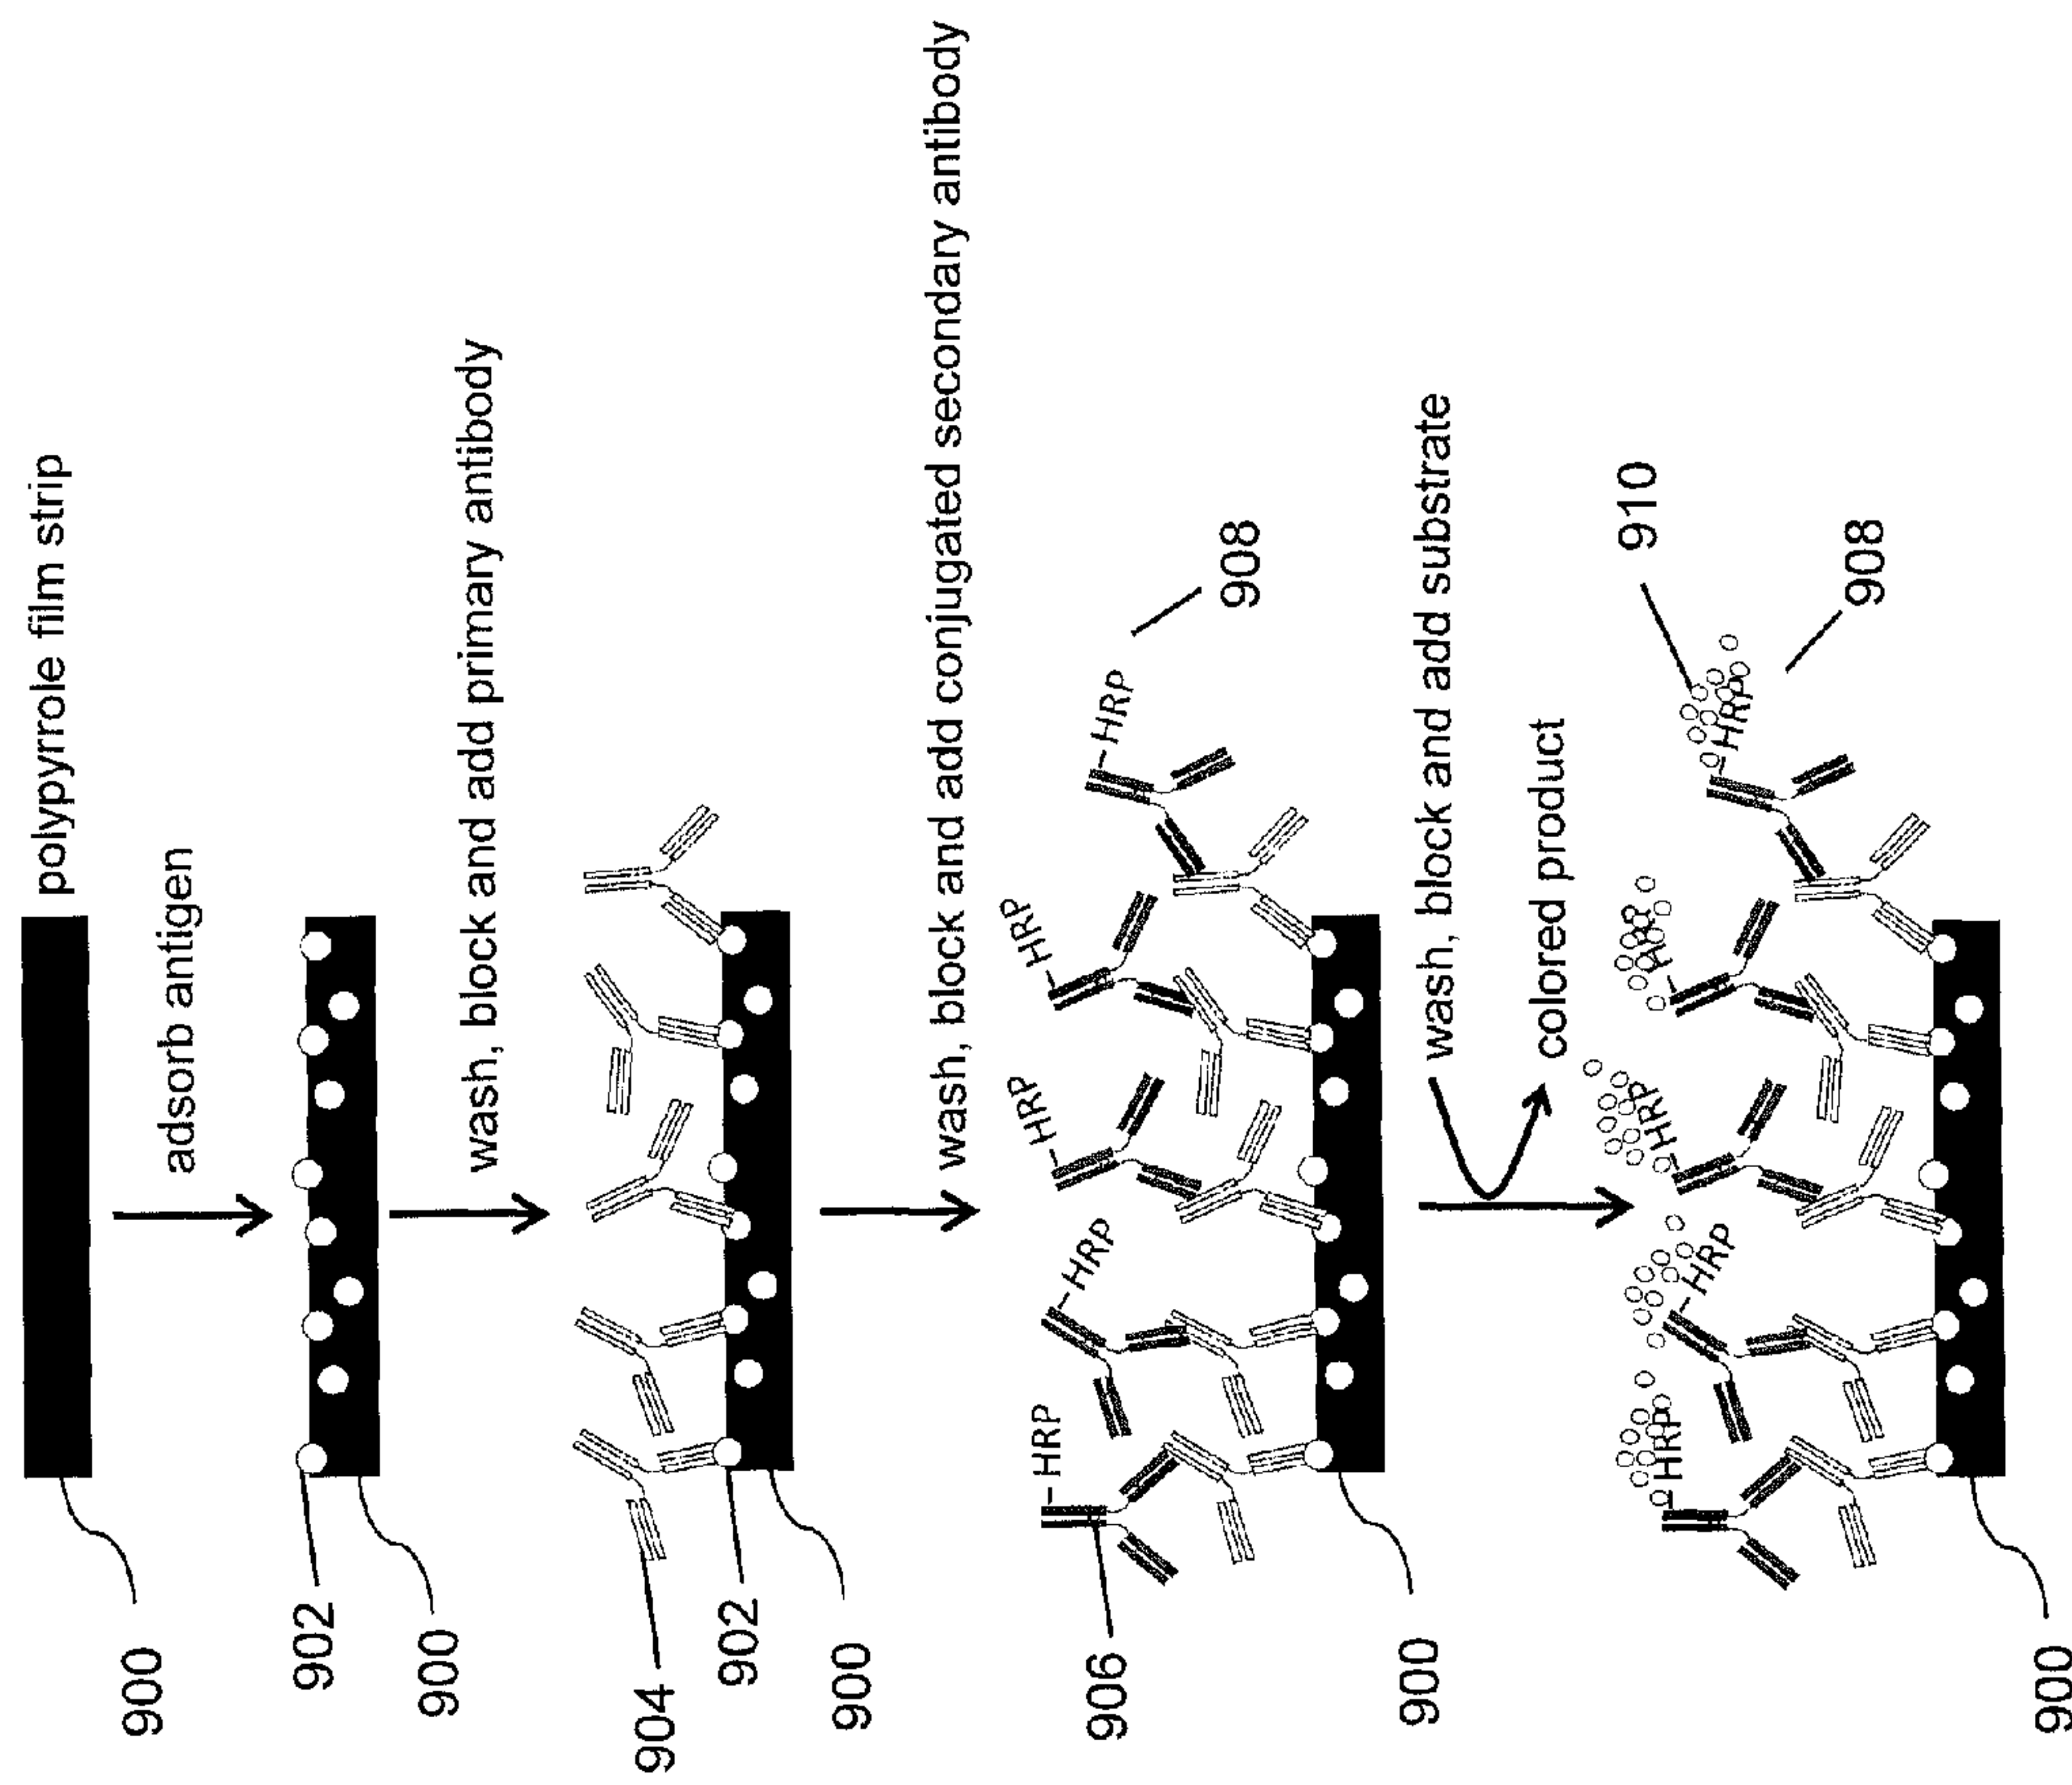 polypyrrole film strip
900
adsorb antigen
902
900
wash, block and add primary antibody
904
902
900
wash, block and add conjugated secondary antibody
HRP
HRP
HRP
HRP
HRP
906
908
900
wash, block and add substrate
colored product
910
HRP
HRP
HRP
HRP
HRP
908
900